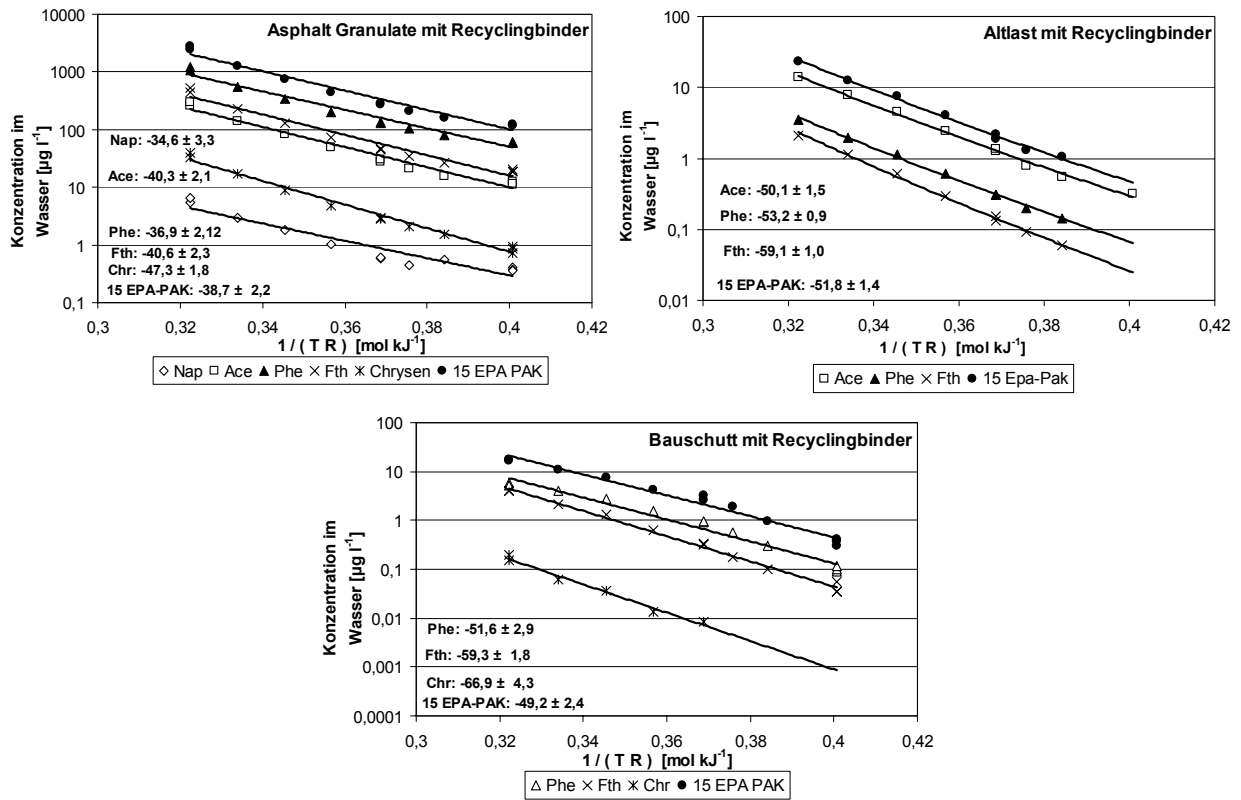 Asphalt Granulate mit Recyclingbinder
10000
1000
100
10
1
0,1
Konzentration im
Wasser [µg l-1]
Nap: -34,6 ± 3,3
Ace: -40,3 ± 2,1
Phe: -36,9 ± 2,12
Fth: -40,6 ± 2,3
Chr: -47,3 ± 1,8
15 EPA-PAK: -38,7 ± 2,2
0,3 0,32 0,34 0,36 0,38 0,4 0,42
1 / ( T R ) [mol kJ-1]
Nap Ace Phe Fth Chrysen 15 EPA PAK
Altlast mit Recyclingbinder
100
10
1
0,1
0,01
Konzentration im
Wasser [µg l-1]
Ace: -50,1 ± 1,5
Phe: -53,2 ± 0,9
Fth: -59,1 ± 1,0
15 EPA-PAK: -51,8 ± 1,4
0,3 0,32 0,34 0,36 0,38 0,4 0,42
1 / ( T R ) [mol kJ-1]
Ace Phe Fth 15 Epa-Pak
Bauschutt mit Recyclingbinder
100
10
1
0,1
0,01
0,001
0,0001
Konzentration im
Wasser [µg l-1]
Phe: -51,6 ± 2,9
Fth: -59,3 ± 1,8
Chr: -66,9 ± 4,3
15 EPA-PAK: -49,2 ± 2,4
0,3 0,32 0,34 0,36 0,38 0,4 0,42
1 / ( T R ) [mol kJ-1]
Phe Fth Chr 15 EPA PAK